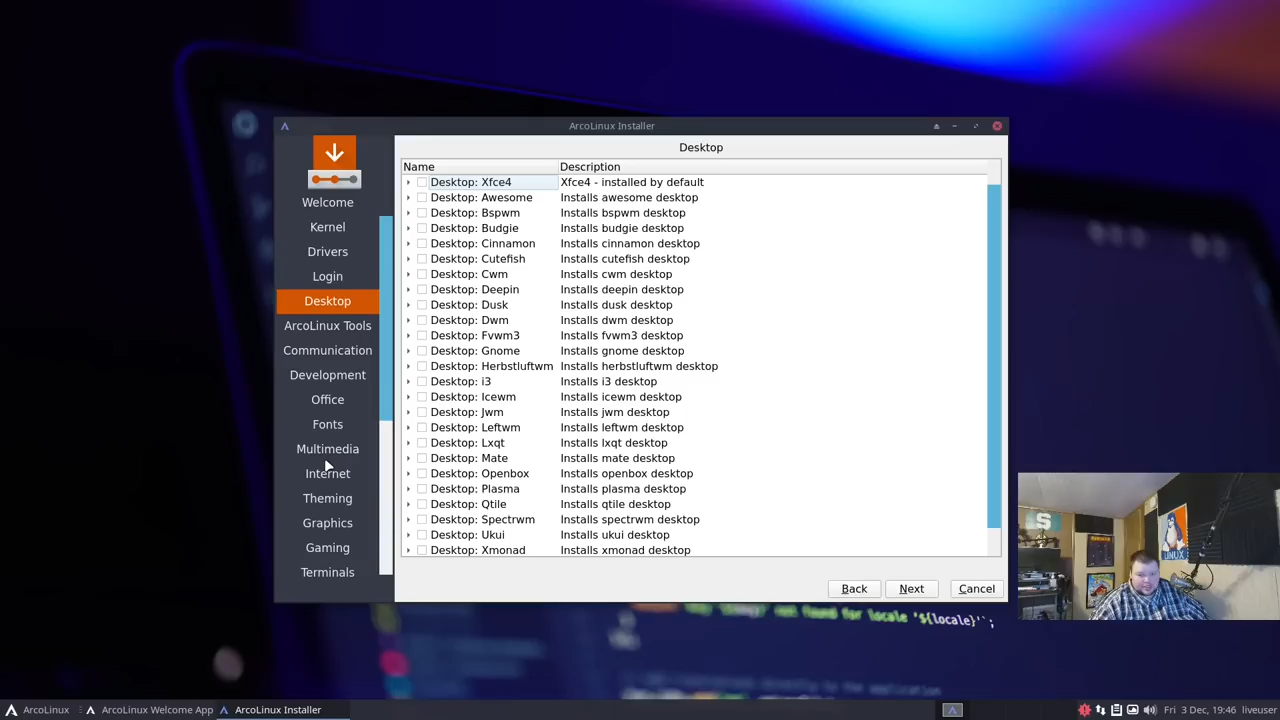 ArcoLinux Installer
Desktop
Name Description
Welcome
Kernel
Drivers
Login
Desktop
ArcoLinux Tools
Communication
Development
Office
Fonts
Multimedia
Internet
Theming
Graphics
Gaming
Terminals
Desktop: Xfce4 Xfce4 - installed by default
Desktop: Awesome Installs awesome desktop
Desktop: Bspwm Installs bspwm desktop
Desktop: Budgie Installs budgie desktop
Desktop: Cinnamon Installs cinnamon desktop
Desktop: Cutefish Installs cutefish desktop
Desktop: Cwm Installs cwm desktop
Desktop: Deepin Installs deepin desktop
Desktop: Dusk Installs dusk desktop
Desktop: Dwm Installs dwm desktop
Desktop: Fvwm3 Installs fvwm3 desktop
Desktop: Gnome Installs gnome desktop
Desktop: Herbstluftwm Installs herbstluftwm desktop
Desktop: i3 Installs i3 desktop
Desktop: Icewm Installs icewm desktop
Desktop: Jwm Installs jwm desktop
Desktop: Leftwm Installs leftwm desktop
Desktop: Lxqt Installs lxqt desktop
Desktop: Mate Installs mate desktop
Desktop: Openbox Installs openbox desktop
Desktop: Plasma Installs plasma desktop
Desktop: Qtile Installs qtile desktop
Desktop: Spectrwm Installs spectrwm desktop
Desktop: Ukui Installs ukui desktop
Desktop: Xmonad Installs xmonad desktop
Back Next Cancel
not found for locale '${locale}'`;
S
LINUX
ArcoLinux ArcoLinux Welcome App ArcoLinux Installer Fri 3 Dec, 19:46 liveuser